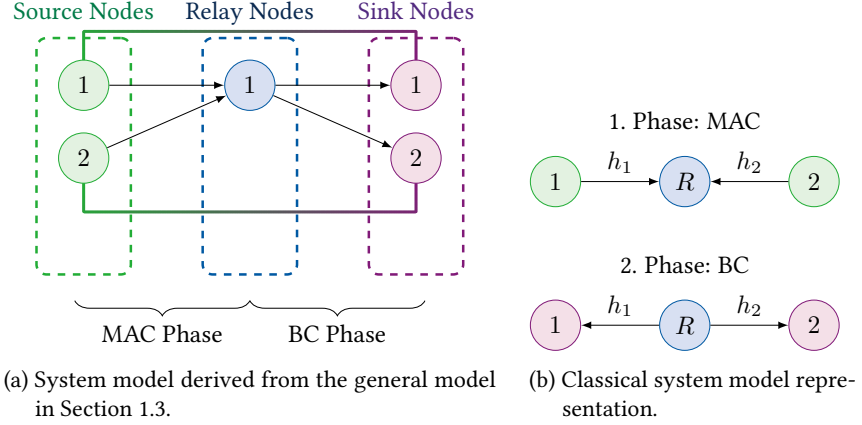 Source Nodes Relay Nodes Sink Nodes
1 1 1
2 2
MAC Phase BC Phase
(a) System model derived from the general model
in Section 1.3.
1. Phase: MAC
h₁ h₂
1 R 2
2. Phase: BC
h₁ h₂
1 R 2
(b) Classical system model repre-
sentation.